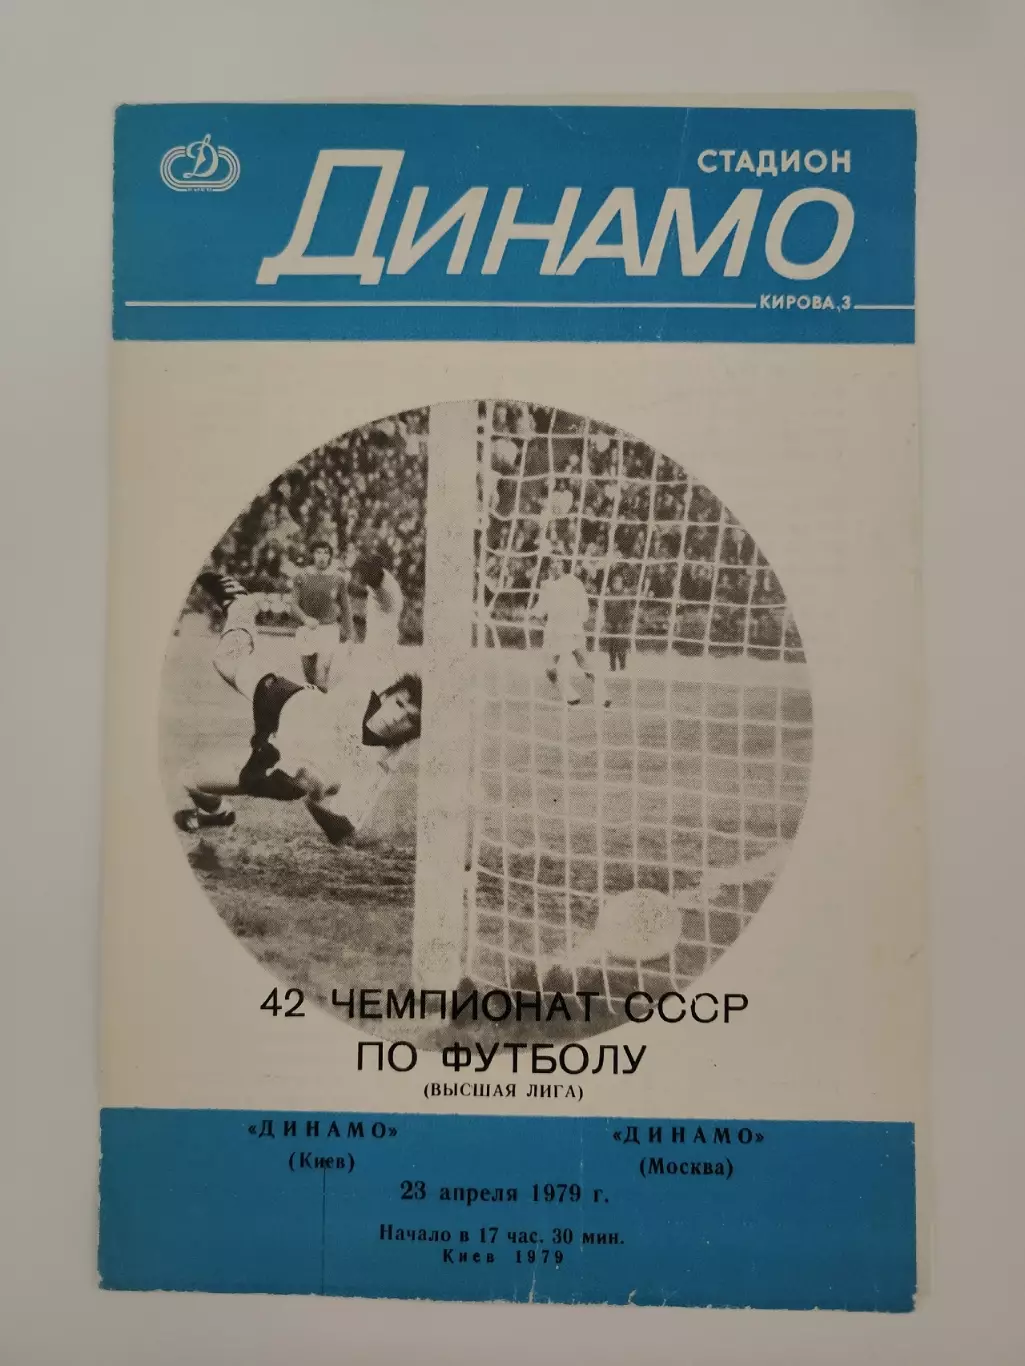 СТАДИОН
ДИНАМО
КИРОВА,3
42 ЧЕМПИОНАТ СССР
ПО ФУТБОЛУ
(ВЫСШАЯ ЛИГА)
«ДИНАМО» «ДИНАМО»
(Киев) (Москва)
23 апреля 1979 г.
Начало в 17 час. 30 мин.
Киев 1979